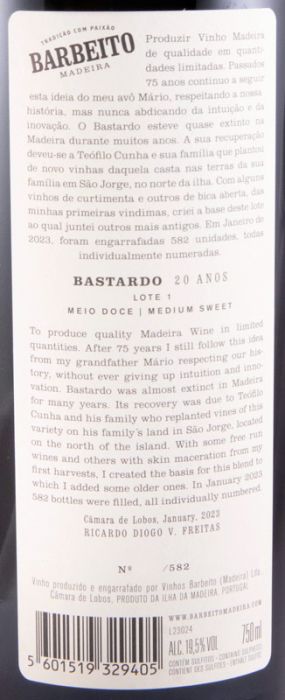 TRADIÇÃO COM PAIXÃO
BARBEITO
MADEIRA
Produzir Vinho Madeira
de qualidade em quanti-
dades limitadas. Passados
75 anos continuo a seguir
esta ideia do meu avô Mário, respeitando a nossa
história, mas nunca abdicando da intuição e da
inovação. O Bastardo esteve quase extinto na
Madeira durante muitos anos. A sua recuperação
deveu-se a Teófilo Cunha e sua família que plantou
de novo vinhas daquela casta nas terras da sua
família em São Jorge, no norte da ilha. Com alguns
vinhos de curtimenta e outros de bica aberta, das
minhas primeiras vindimas, criei a base deste lote
ao qual juntei outros mais antigos. Em Janeiro de
2023, foram engarrafadas 582 unidades, todas
individualmente numeradas.
BASTARDO 20 ANOS
LOTE 1
MEIO DOCE | MEDIUM SWEET
To produce quality Madeira Wine in limited
quantities. After 75 years I still follow this idea
from my grandfather Mário respecting our his-
tory, without ever giving up intuition and inno-
vation. Bastardo was almost extinct in Madeira
for many years. Its recovery was due to Teófilo
Cunha and his family who replanted vines of this
variety on his family's land in São Jorge, located
on the north of the island. With some free run
wines and others with skin maceration from my
first harvests, I created the basis for this blend to
which I added some older ones. In January 2023
582 bottles were filled, all individually numbered.
Câmara de Lobos, January, 2023
RICARDO DIOGO V. FREITAS
Nº /582
Vinho produzido e engarrafado por Vinhos Barbeito (Madeira) Lda.
Câmara de Lobos, PRODUTO DA ILHA DA MADEIRA, PORTUGAL
WWW.BARBEITOMADEIRA.COM
L23024
ALC. 19,5% VOL
750ml
CONTÉM SULFITOS - CONTAINS SULPHITES
CONTIENT DES SULFITES - ENTHÄLT SULFITE
5 601519 329405